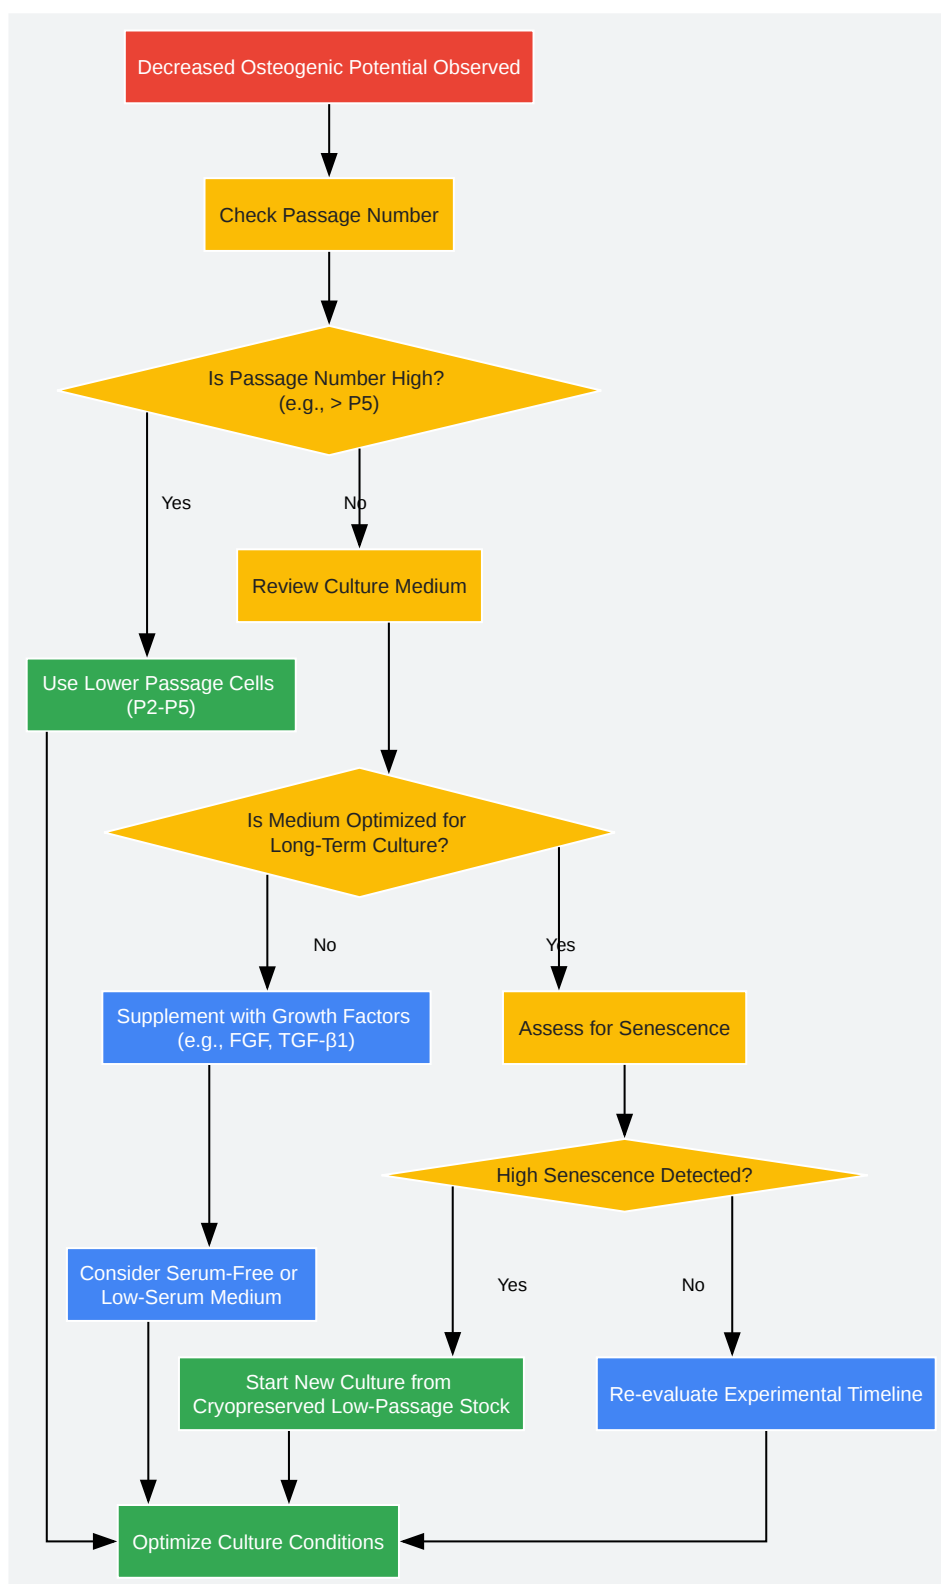 Decreased Osteogenic Potential Observed
Check Passage Number
Is Passage Number High?
(e.g., > P5)
Yes
No
Review Culture Medium
Use Lower Passage Cells
(P2-P5)
Is Medium Optimized for
Long-Term Culture?
No
Yes
Supplement with Growth Factors
(e.g., FGF, TGF-β1)
Assess for Senescence
High Senescence Detected?
Consider Serum-Free or
Low-Serum Medium
Yes
No
Start New Culture from
Cryopreserved Low-Passage Stock
Re-evaluate Experimental Timeline
Optimize Culture Conditions